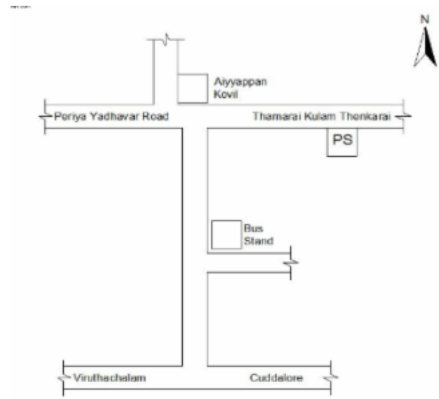 N
Aiyyappan
Kovil
Periya Yadhavar Road
Thamarai Kulam Thenkarai
PS
Bus
Stand
Viruthachalam
Cuddalore